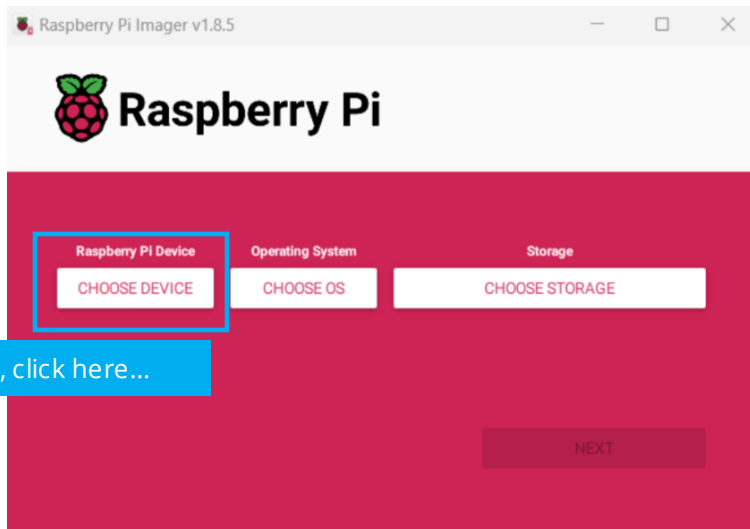 Raspberry Pi Imager v1.8.5
Raspberry Pi
Raspberry Pi Device Operating System Storage
CHOOSE DEVICE CHOOSE OS CHOOSE STORAGE
, click here...
NEXT